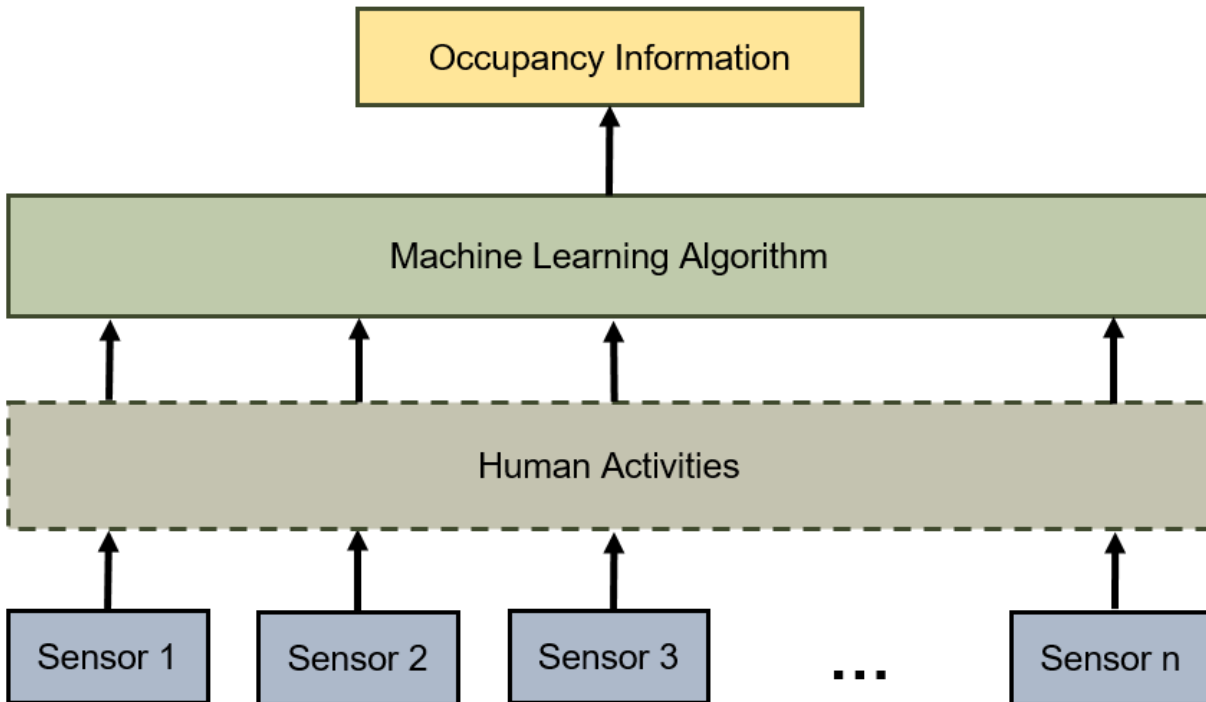 Occupancy Information
Machine Learning Algorithm
Human Activities
Sensor 1
Sensor 2
Sensor 3
...
Sensor n